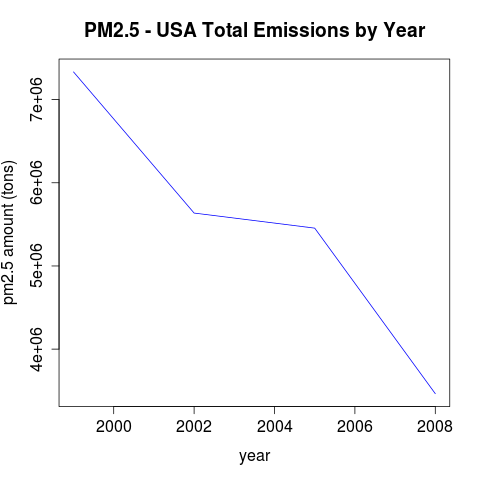 PM2.5 - USA Total Emissions by Year
pm2.5 amount (tons)
7e+06
6e+06
5e+06
4e+06
2000 2002 2004 2006 2008
year